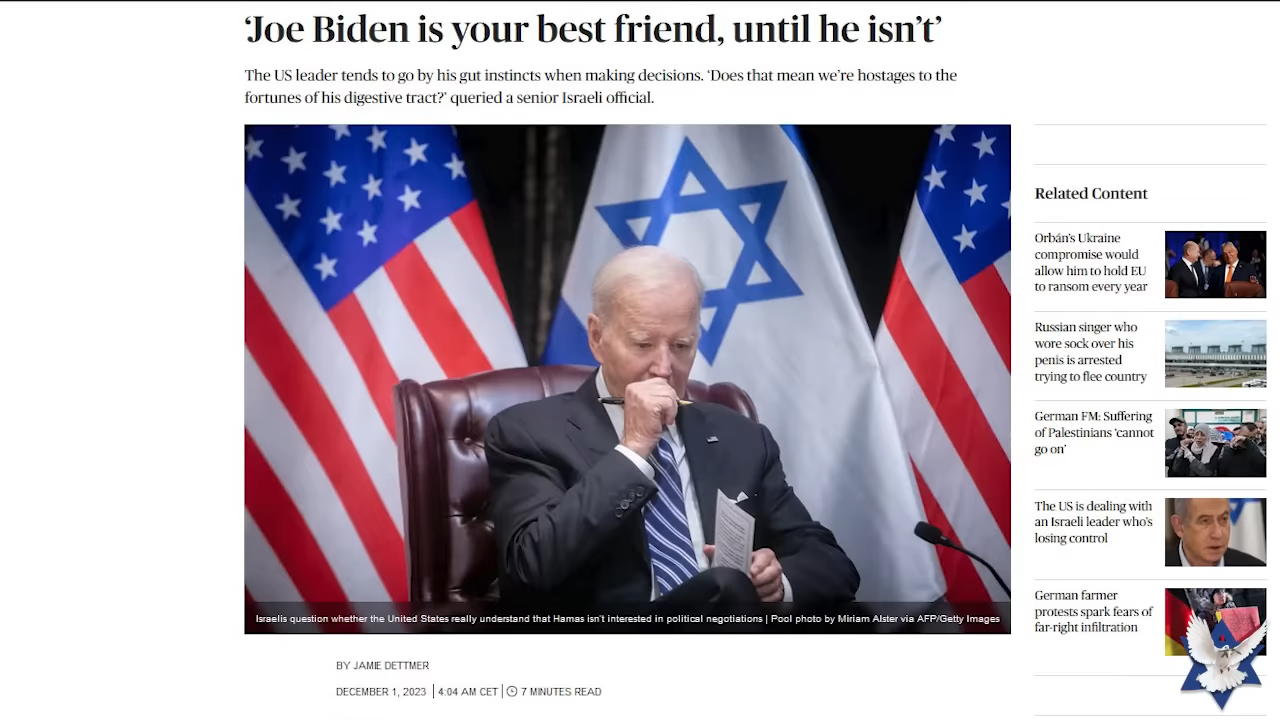 ‘Joe Biden is your best friend, until he isn’t’
The US leader tends to go by his gut instincts when making decisions. ‘Does that mean we’re hostages to the
fortunes of his digestive tract?’ queried a senior Israeli official.
Israelis question whether the United States really understand that Hamas isn't interested in political negotiations | Pool photo by Miriam Alster via AFP/Getty Images
BY JAMIE DETTMER
DECEMBER 1, 2023 | 4:04 AM CET | 7 MINUTES READ
Related Content
Orbán’s Ukraine
compromise would
allow him to hold EU
to ransom every year
Russian singer who
wore sock over his
penis is arrested
trying to flee country
German FM: Suffering
of Palestinians ‘cannot
go on’
The US is dealing with
an Israeli leader who’s
losing control
German farmer
protests spark fears of
far-right infiltration